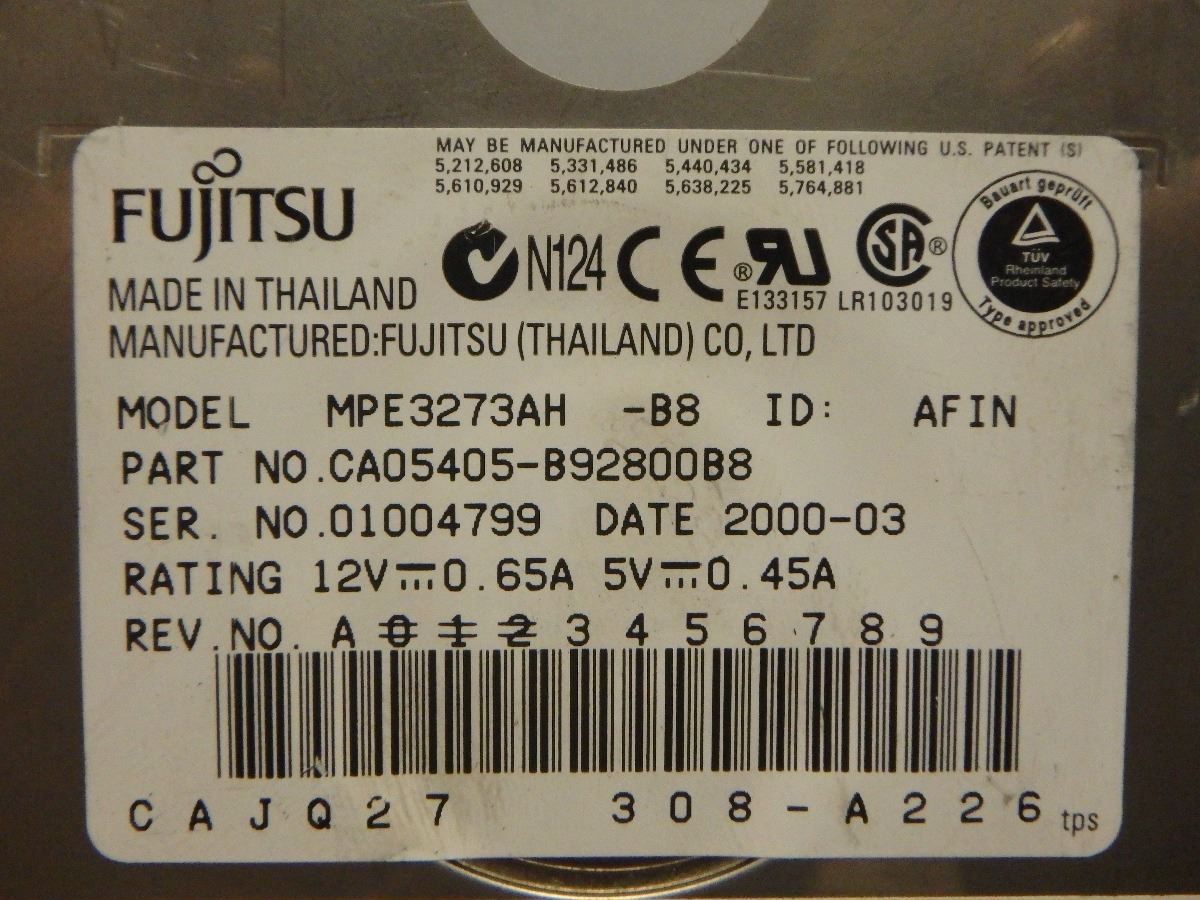 MAY BE MANUFACTURED UNDER ONE OF FOLLOWING U.S. PATENT (S)
5,212,608 5,331,486 5,440,434 5,581,418
5,610,929 5,612,840 5,638,225 5,764,881
FUJITSU
N124 CE ® RU SA ®
E133157 LR103019
Bauart geprüft
TÜV
Rheinland
Product Safety
Type approved
MADE IN THAILAND
MANUFACTURED:FUJITSU (THAILAND) CO, LTD
MODEL MPE3273AH -B8 ID: AFIN
PART NO.CA05405-B92800B8
SER. NO.01004799 DATE 2000-03
RATING 12V⎓0.65A 5V⎓0.45A
REV.NO. A 0 1 2 3 4 5 6 7 8 9
CAJQ27 308-A226 tps